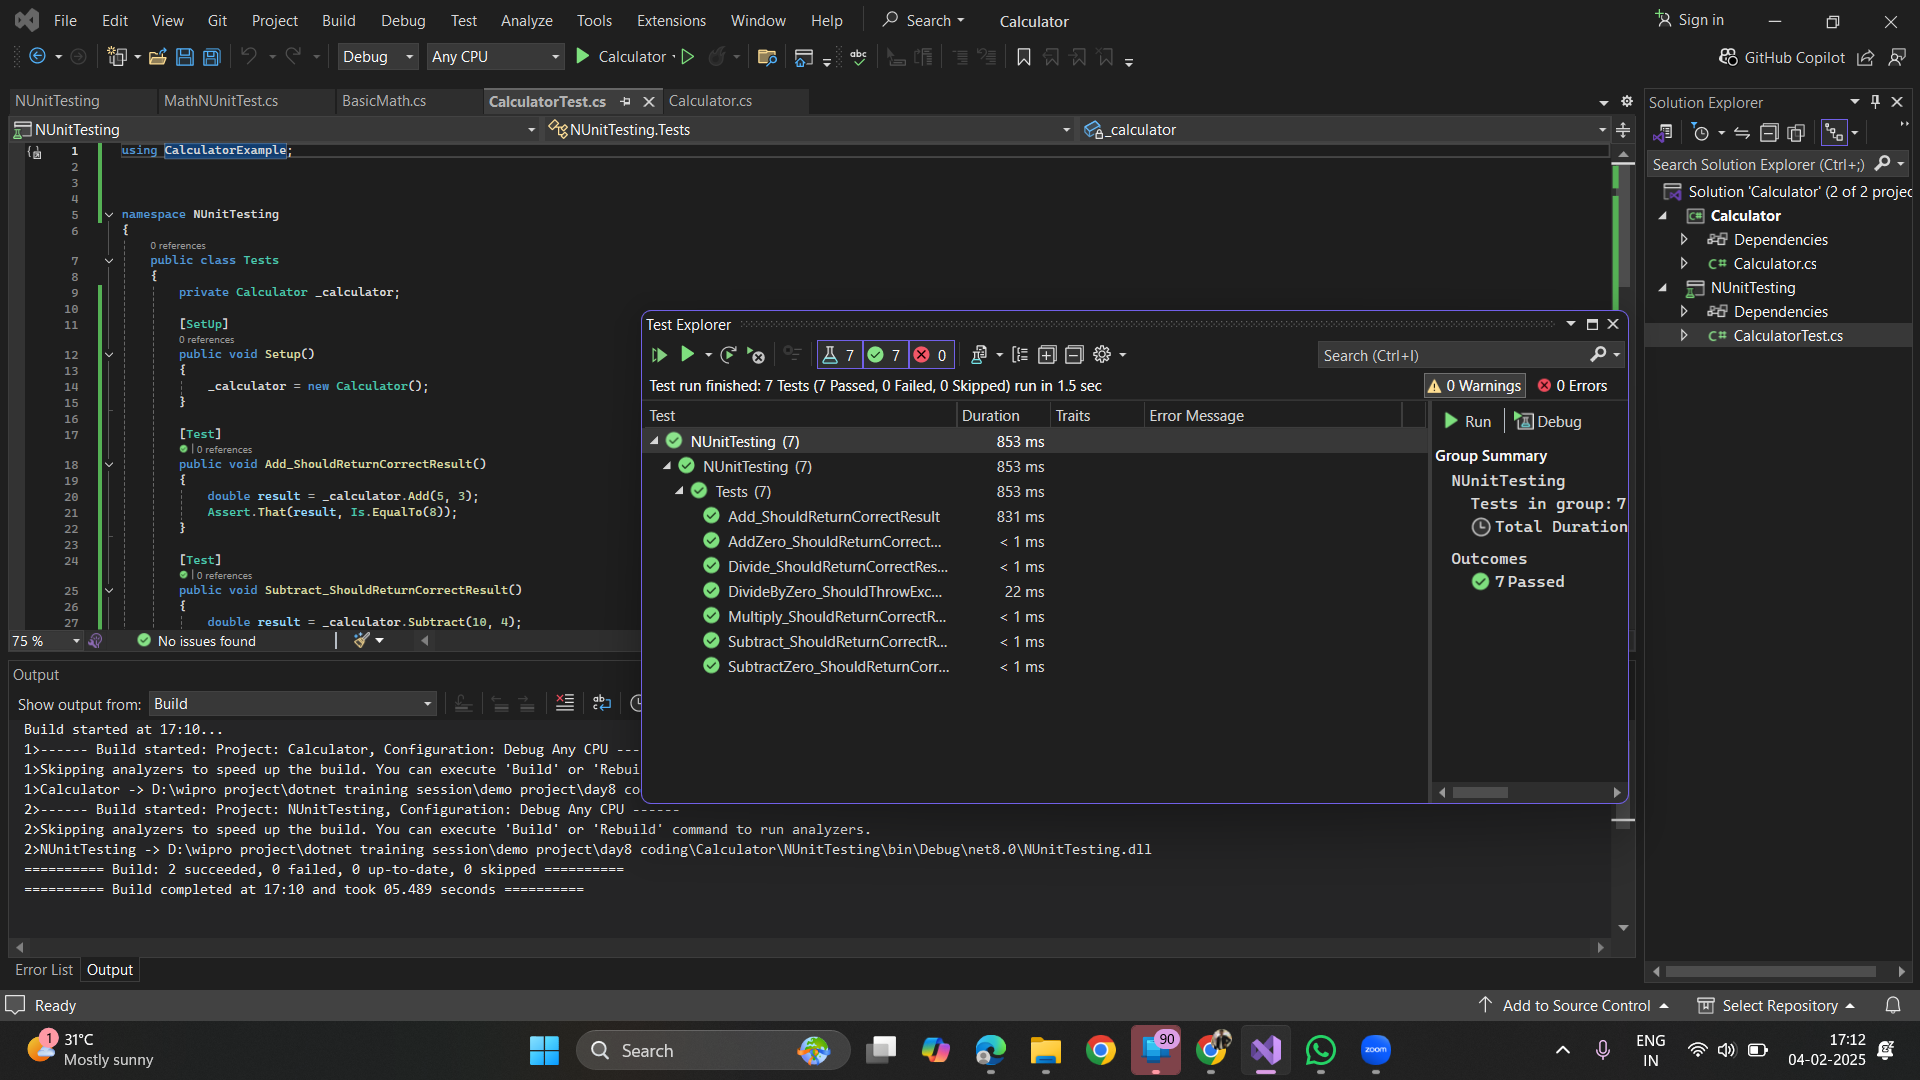 File Edit View Git Project Build Debug Test Analyze Tools Extensions Window Help Search Calculator Sign in
Debug Any CPU Calculator GitHub Copilot
NUnitTesting MathNUnitTest.cs BasicMath.cs CalculatorTest.cs Calculator.cs
NUnitTesting NUnitTesting.Tests _calculator
1 using CalculatorExample;
2
3
4
5 namespace NUnitTesting
6 {
0 references
7 public class Tests
8 {
9 private Calculator _calculator;
10
11 [SetUp]
0 references
12 public void Setup()
13 {
14 _calculator = new Calculator();
15 }
16
17 [Test]
0 references
18 public void Add_ShouldReturnCorrectResult()
19 {
20 double result = _calculator.Add(5, 3);
21 Assert.That(result, Is.EqualTo(8));
22 }
23
24 [Test]
0 references
25 public void Subtract_ShouldReturnCorrectResult()
26 {
27 double result = _calculator.Subtract(10, 4);
75 % No issues found
Test Explorer
7 7 0
Search (Ctrl+I)
Test run finished: 7 Tests (7 Passed, 0 Failed, 0 Skipped) run in 1.5 sec
0 Warnings 0 Errors
Test Duration Traits Error Message
NUnitTesting (7) 853 ms
NUnitTesting (7) 853 ms
Tests (7) 853 ms
Add_ShouldReturnCorrectResult 831 ms
AddZero_ShouldReturnCorrect... < 1 ms
Divide_ShouldReturnCorrectRes... < 1 ms
DivideByZero_ShouldThrowExc... 22 ms
Multiply_ShouldReturnCorrectR... < 1 ms
Subtract_ShouldReturnCorrectR... < 1 ms
SubtractZero_ShouldReturnCorr... < 1 ms
Run Debug
Group Summary
NUnitTesting
Tests in group: 7
Total Duration
Outcomes
7 Passed
Solution Explorer
Search Solution Explorer (Ctrl+;)
Solution 'Calculator' (2 of 2 projec
Calculator
Dependencies
C# Calculator.cs
NUnitTesting
Dependencies
C# CalculatorTest.cs
Output
Show output from: Build
Build started at 17:10...
1>------ Build started: Project: Calculator, Configuration: Debug Any CPU ---
1>Skipping analyzers to speed up the build. You can execute 'Build' or 'Rebui
1>Calculator -> D:\wipro project\dotnet training session\demo project\day8 co
2>------ Build started: Project: NUnitTesting, Configuration: Debug Any CPU ------
2>Skipping analyzers to speed up the build. You can execute 'Build' or 'Rebuild' command to run analyzers.
2>NUnitTesting -> D:\wipro project\dotnet training session\demo project\day8 coding\Calculator\NUnitTesting\bin\Debug\net8.0\NUnitTesting.dll
========== Build: 2 succeeded, 0 failed, 0 up-to-date, 0 skipped ==========
========== Build completed at 17:10 and took 05.489 seconds ==========
Error List Output
Ready Add to Source Control Select Repository
1 31°C
Mostly sunny
Search
90
zoom
ENG
IN
17:12
04-02-2025